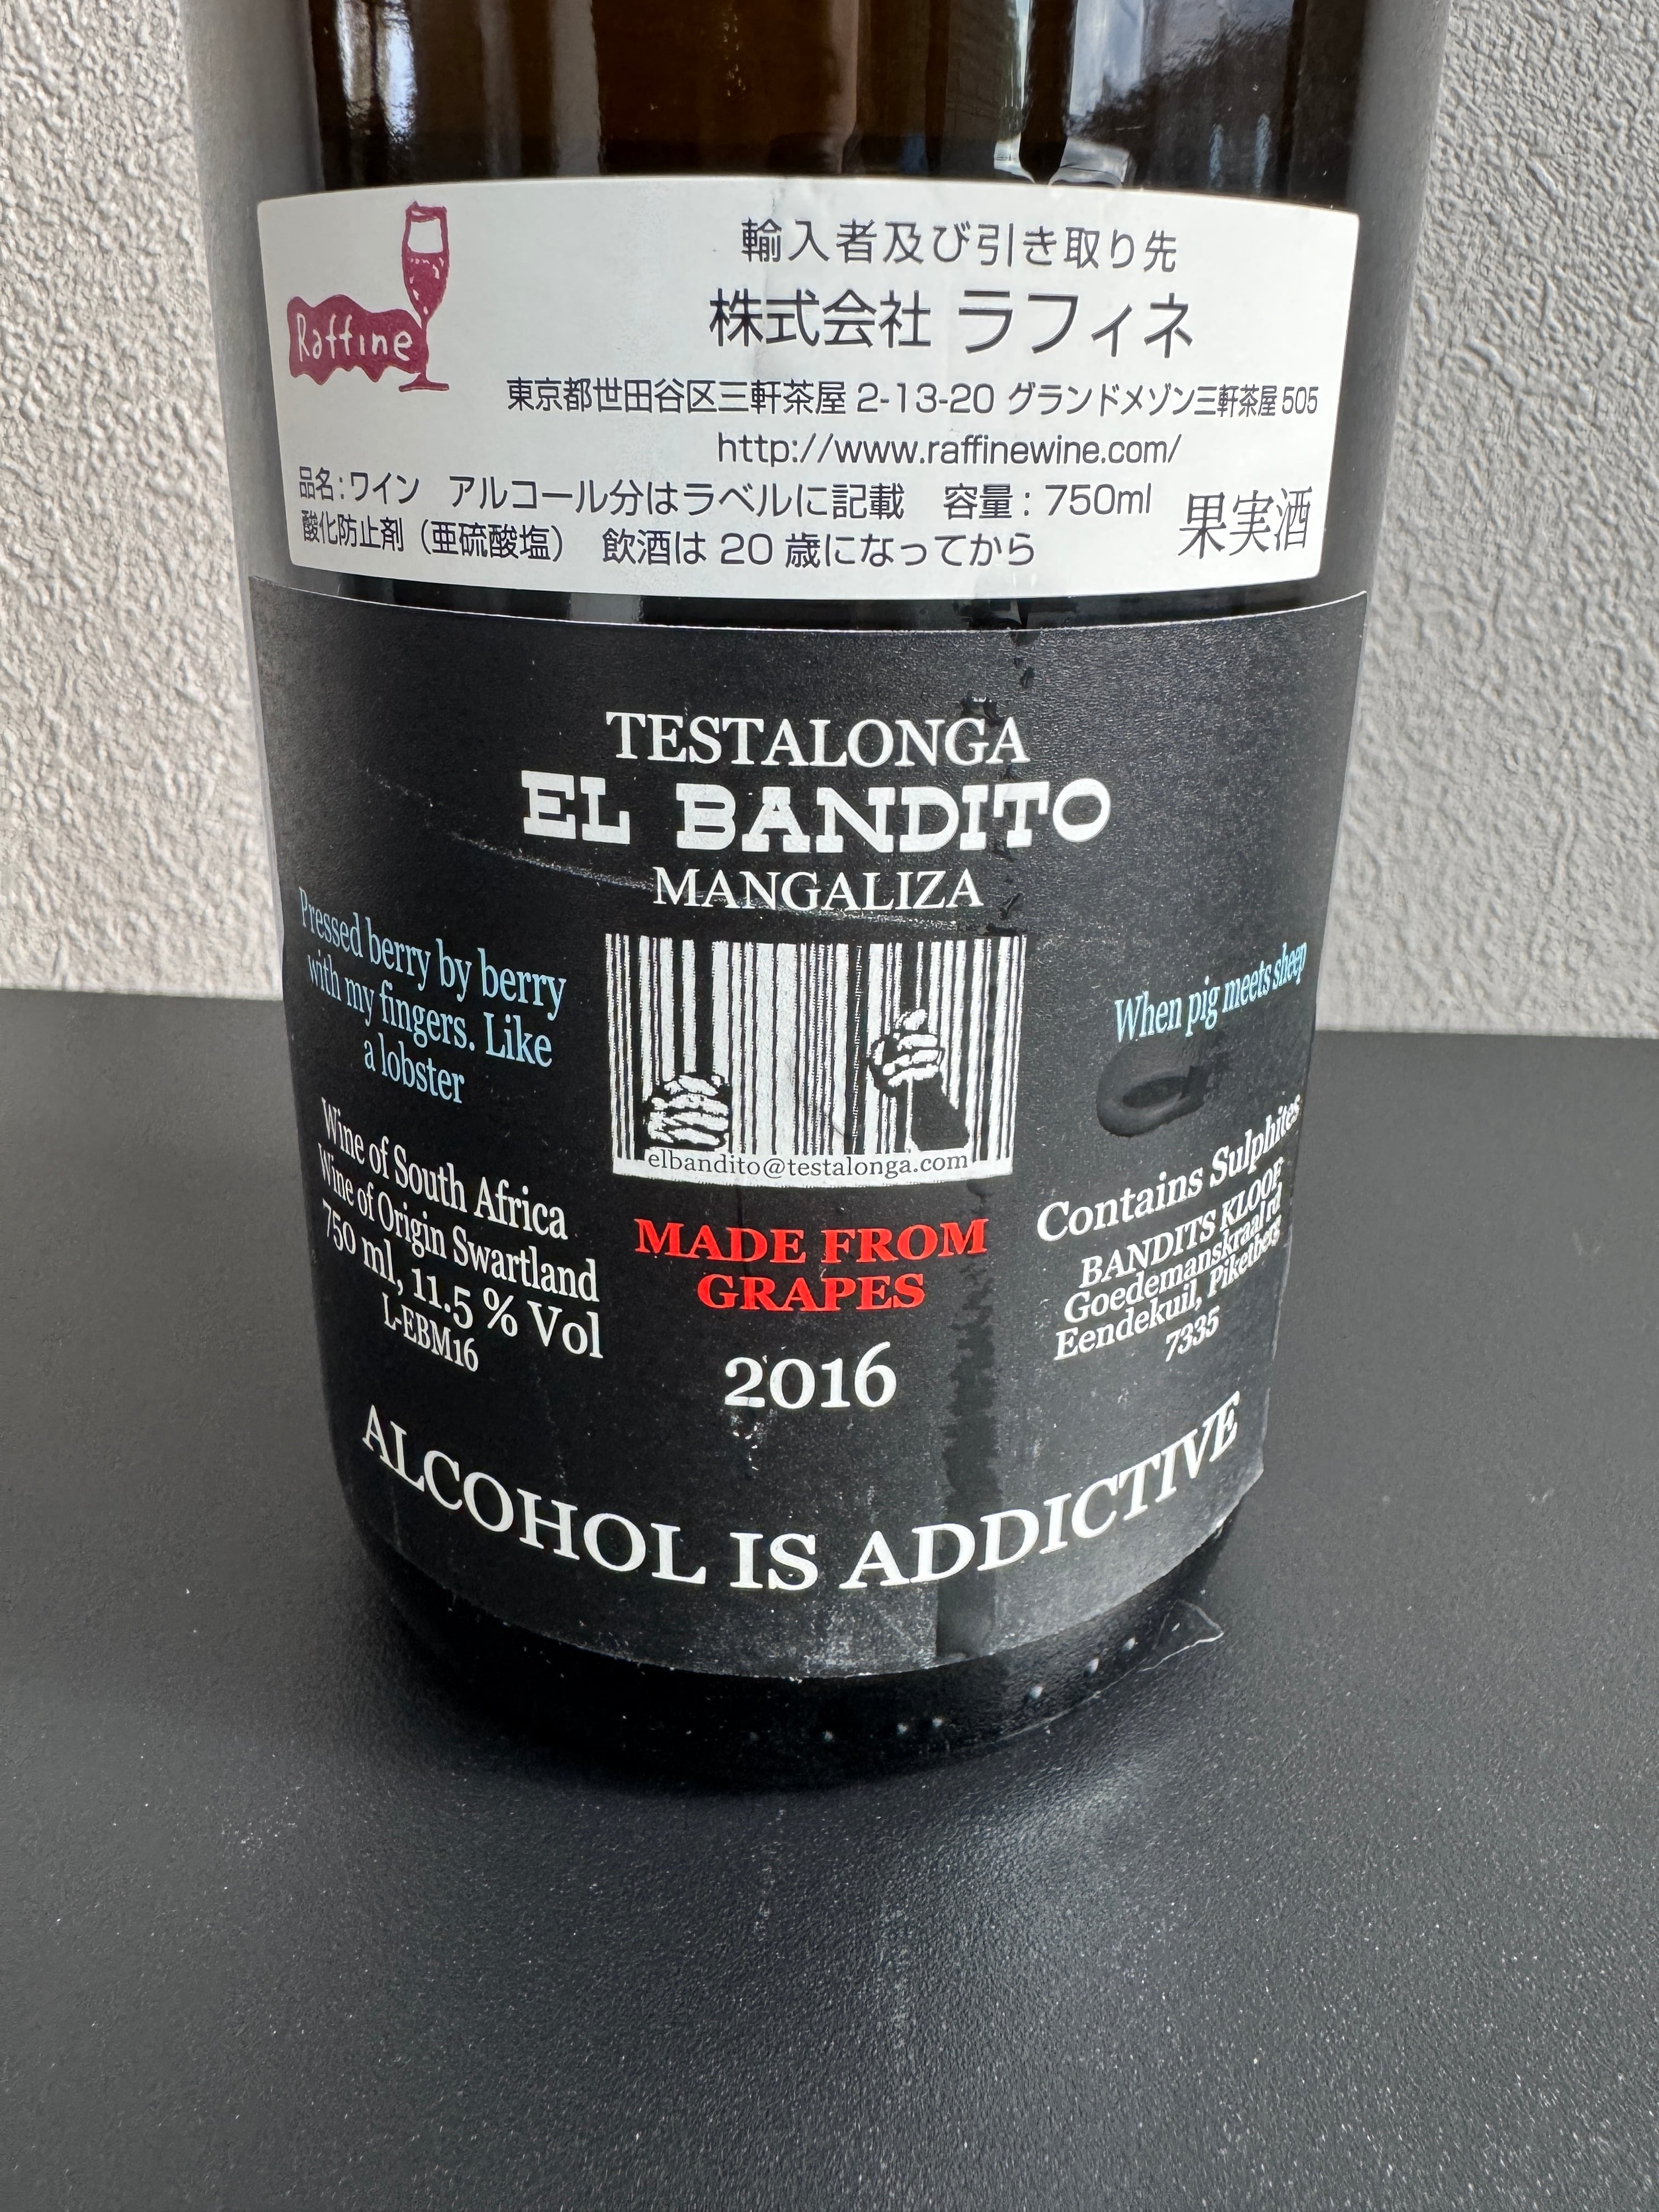 Raffine
輸入者及び引き取り先
株式会社 ラフィネ
東京都世田谷区三軒茶屋 2-13-20 グランドメゾン三軒茶屋 505
http://www.raffinewine.com/
品名:ワイン アルコール分はラベルに記載 容量:750ml
酸化防止剤(亜硫酸塩) 飲酒は 20 歳になってから
果実酒
TESTALONGA
EL BANDITO
MANGALIZA
Pressed berry by berry
with my fingers. Like
a lobster
When pig meets sheep
elbandito@testalonga.com
Wine of South Africa
Wine of Origin Swartland
750 ml, 11.5 % Vol
L-EBM16
MADE FROM
GRAPES
2016
Contains Sulphites
BANDITS KLOOF
Goedemanskraal rd
Eendekuil, Piketberg
7335
ALCOHOL IS ADDICTIVE